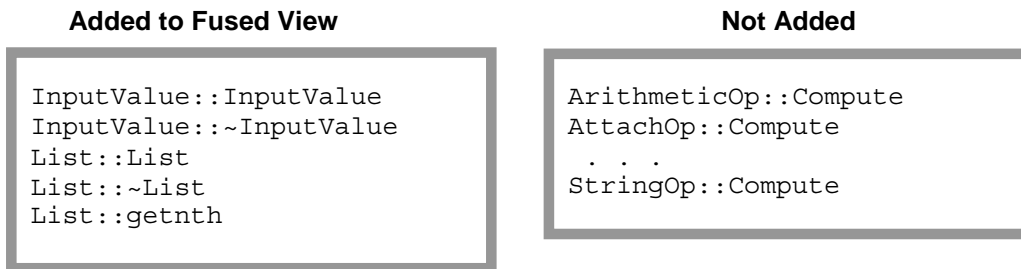 Added to Fused View
InputValue::InputValue
InputValue::~InputValue
List::List
List::~List
List::getnth
Not Added
ArithmeticOp::Compute
AttachOp::Compute
. . .
StringOp::Compute